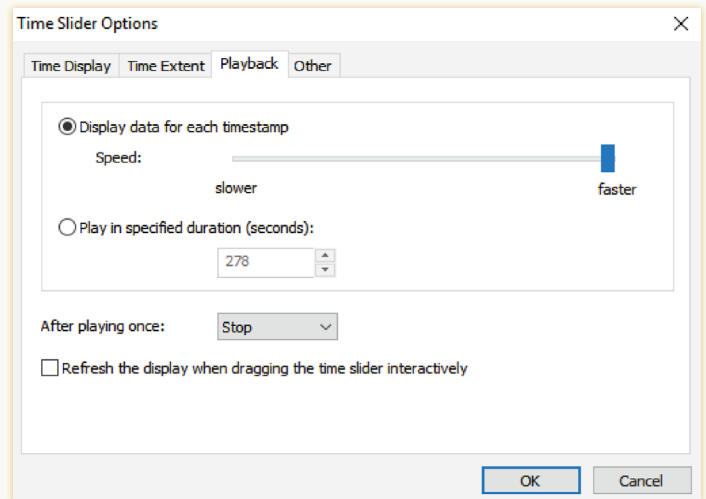 Time Slider Options
Time Display Time Extent Playback Other
Display data for each timestamp
Speed:
slower faster
Play in specified duration (seconds):
278
After playing once: Stop
Refresh the display when dragging the time slider interactively
OK Cancel